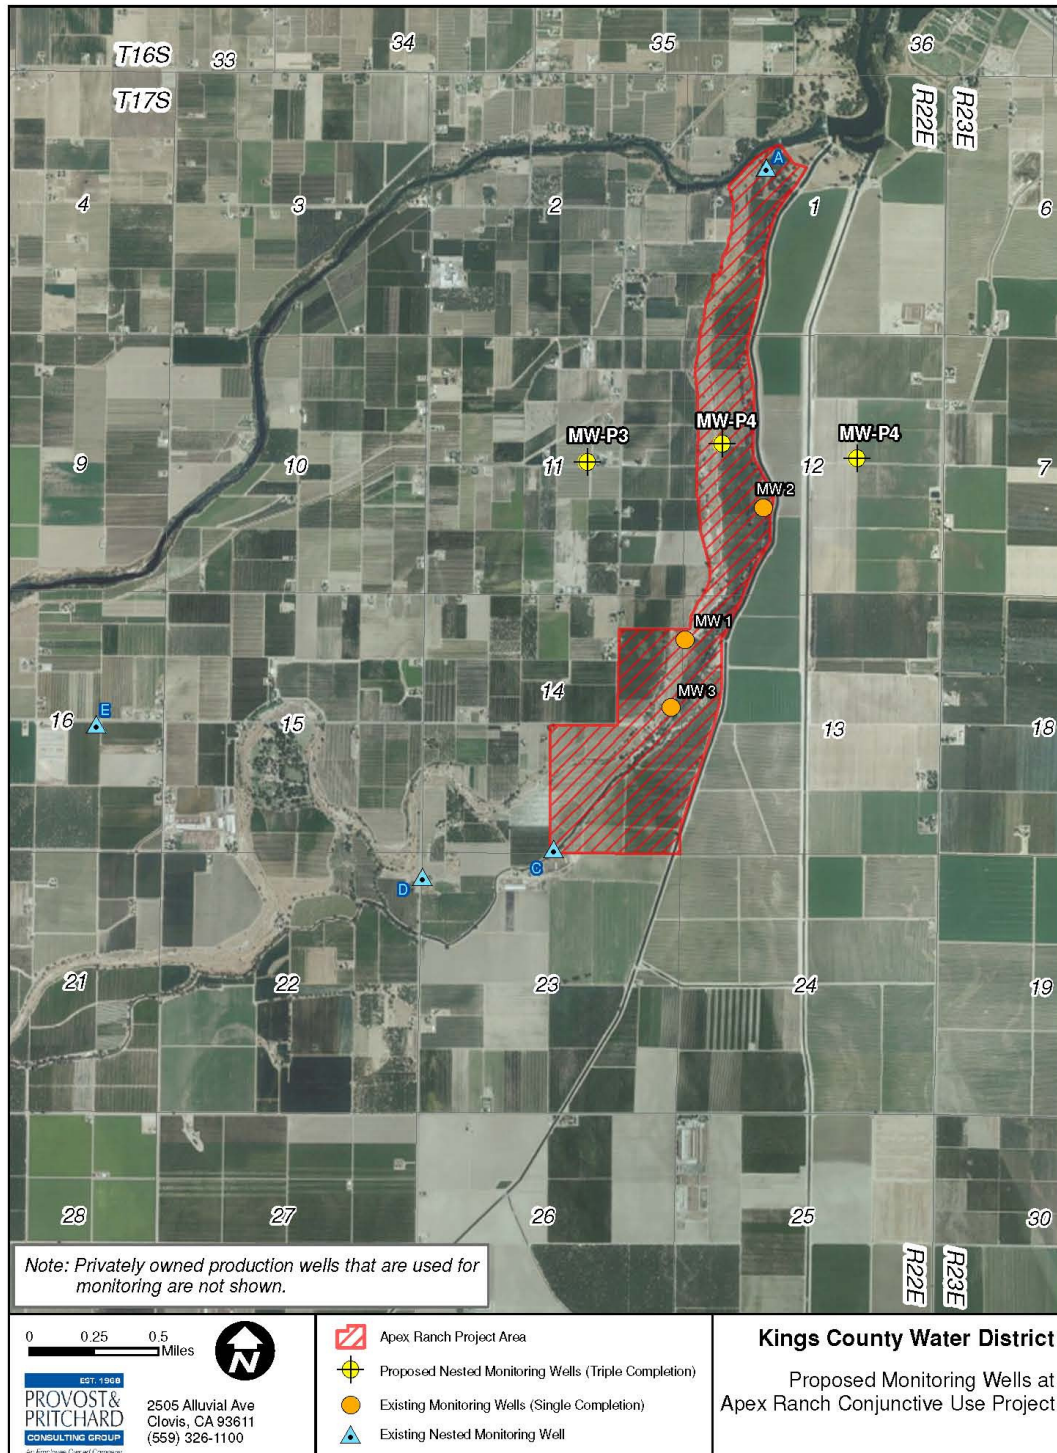 34
35
36
T16S
33
T17S
R22E
R23E
A
4
3
2
1
6
MW-P4
MW-P3
MW-P4
9
10
11
12
7
MW 2
MW 1
14
MW 3
E
16
15
13
18
C
D
21
22
23
24
19
28
27
26
25
30
R22E
R23E
Note: Privately owned production wells that are used for
monitoring are not shown.
0 0.25 0.5
Miles
N
EST. 1968
PROVOST&
PRITCHARD
CONSULTING GROUP
An Employee Owned Company
2505 Alluvial Ave
Clovis, CA 93611
(559) 326-1100
Apex Ranch Project Area
Proposed Nested Monitoring Wells (Triple Completion)
Existing Monitoring Wells (Single Completion)
Existing Nested Monitoring Well
Kings County Water District
Proposed Monitoring Wells at
Apex Ranch Conjunctive Use Project